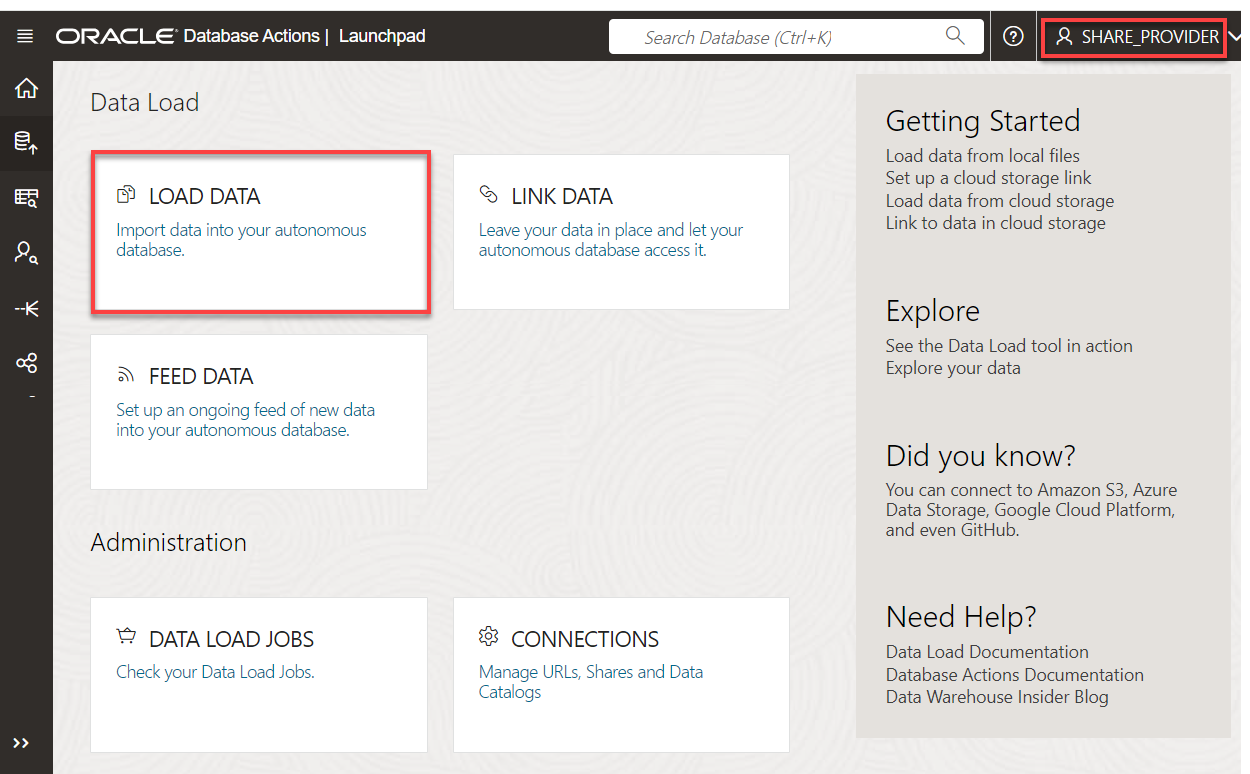 ORACLE Database Actions | Launchpad
Search Database (Ctrl+K)
SHARE_PROVIDER
Data Load
LOAD DATA
Import data into your autonomous
database.
LINK DATA
Leave your data in place and let your
autonomous database access it.
FEED DATA
Set up an ongoing feed of new data
into your autonomous database.
Administration
DATA LOAD JOBS
Check your Data Load Jobs.
CONNECTIONS
Manage URLs, Shares and Data
Catalogs
Getting Started
Load data from local files
Set up a cloud storage link
Load data from cloud storage
Link to data in cloud storage
Explore
See the Data Load tool in action
Explore your data
Did you know?
You can connect to Amazon S3, Azure
Data Storage, Google Cloud Platform,
and even GitHub.
Need Help?
Data Load Documentation
Database Actions Documentation
Data Warehouse Insider Blog